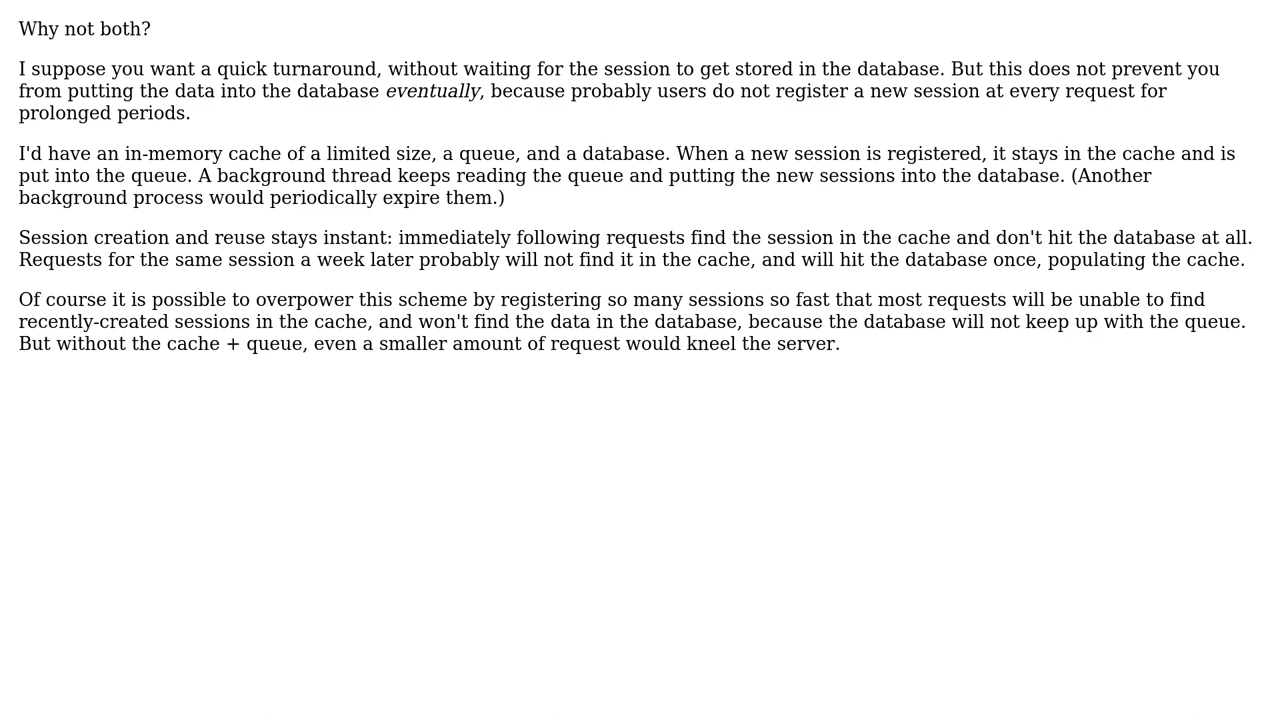 Why not both?
I suppose you want a quick turnaround, without waiting for the session to get stored in the database. But this does not prevent you
from putting the data into the database eventually, because probably users do not register a new session at every request for
prolonged periods.
I'd have an in-memory cache of a limited size, a queue, and a database. When a new session is registered, it stays in the cache and is
put into the queue. A background thread keeps reading the queue and putting the new sessions into the database. (Another
background process would periodically expire them.)
Session creation and reuse stays instant: immediately following requests find the session in the cache and don't hit the database at all.
Requests for the same session a week later probably will not find it in the cache, and will hit the database once, populating the cache.
Of course it is possible to overpower this scheme by registering so many sessions so fast that most requests will be unable to find
recently-created sessions in the cache, and won't find the data in the database, because the database will not keep up with the queue.
But without the cache + queue, even a smaller amount of request would kneel the server.